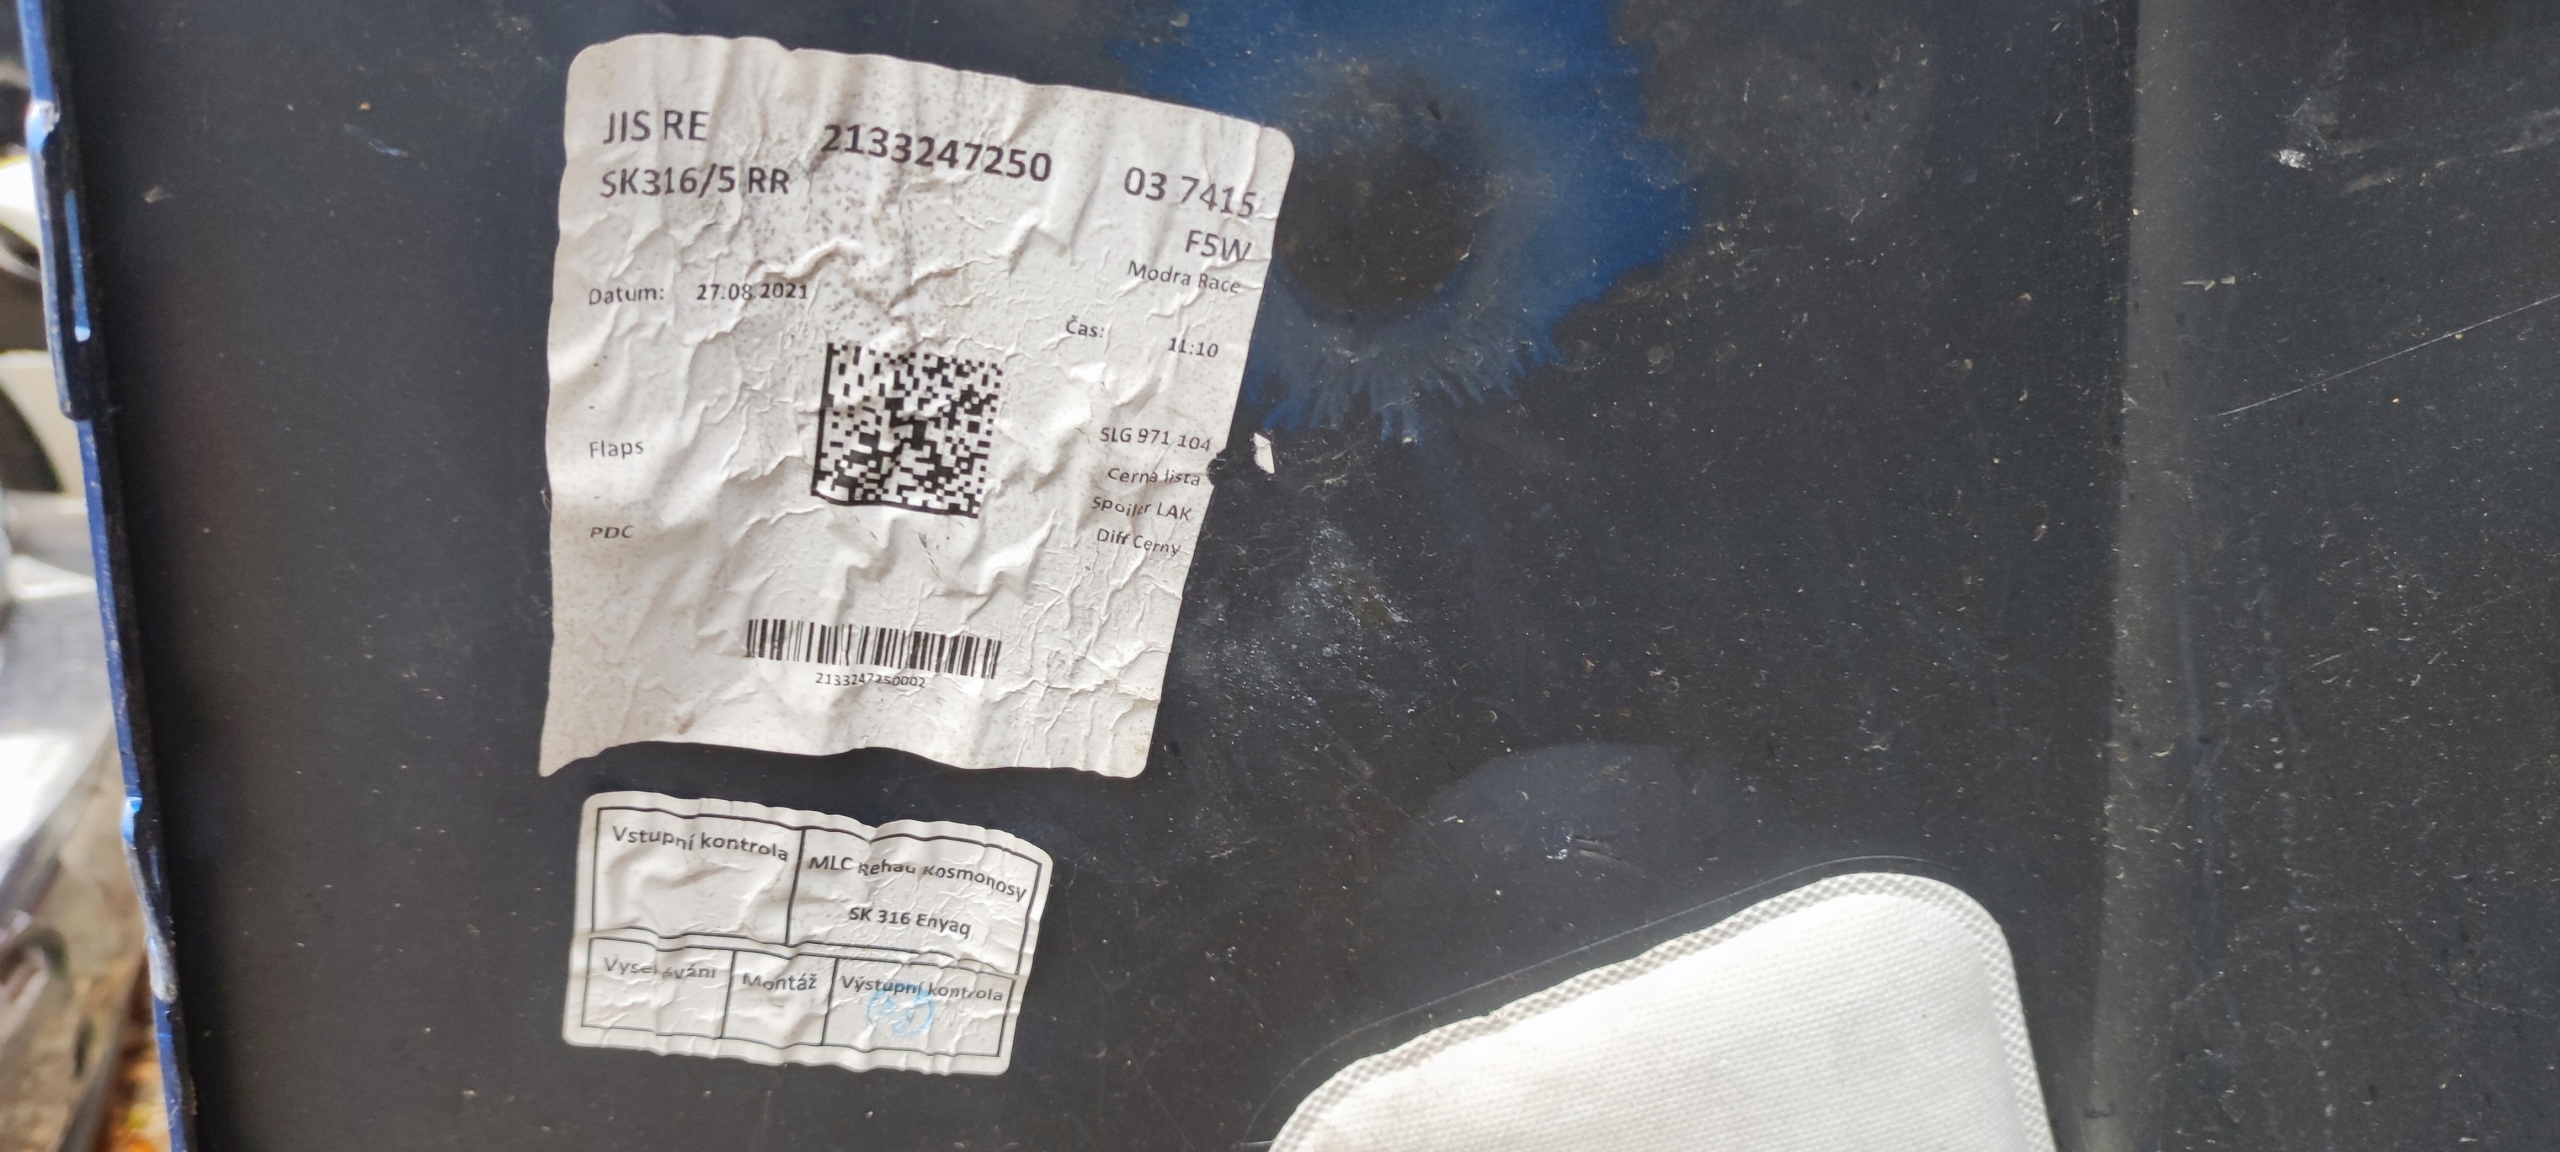 JIS RE 2133247250 03 7415
SK316/5 RR F5W
Modra Race
Datum: 27.08.2021 Čas: 11:10
Flaps 5LG 971 104
Cerna lista
Spoiler LAK
PDC Diff Cerny
2133247250002
Vstupní kontrola MLC Rehau Kosmonosy
SK 316 Enyaq
Montáž Výstupní kontrola